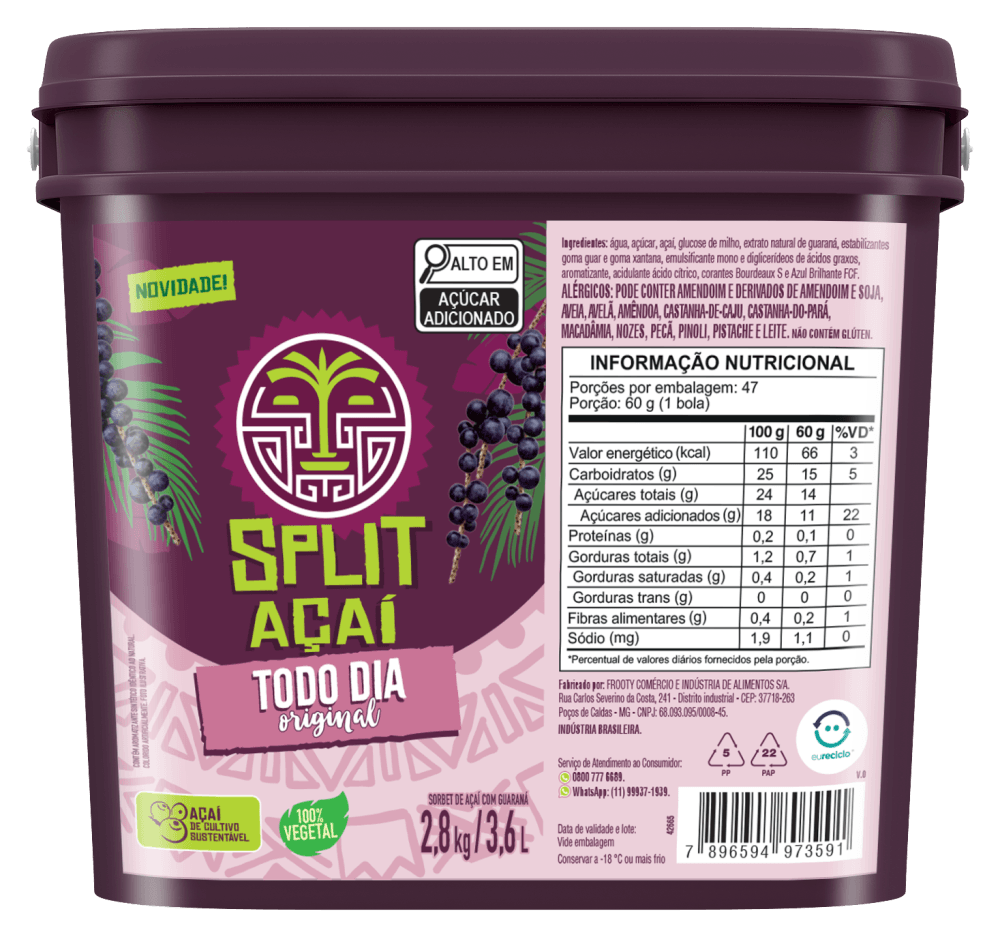 NOVIDADE!
ALTO EM
AÇÚCAR
ADICIONADO
SPLIT
AÇAÍ
TODO DIA
original
CONTÉM AROMATIZANTE SINTÉTICO IDÊNTICO AO NATURAL.
COLORIDO ARTIFICIALMENTE.
AÇAÍ
DE CULTIVO
SUSTENTÁVEL
100%
VEGETAL
SORBET DE AÇAÍ COM GUARANÁ
2,8 kg / 3,6 L
Ingredientes: água, açúcar, açaí, glucose de milho, extrato natural de guaraná, estabilizantes
goma guar e goma xantana, emulsificante mono e diglicerídeos de ácidos graxos,
aromatizante, acidulante ácido cítrico, corantes Bourdeaux S e Azul Brilhante FCF.
ALÉRGICOS: PODE CONTER AMENDOIM E DERIVADOS DE AMENDOIM E SOJA,
AVEIA, AVELÃ, AMÊNDOA, CASTANHA-DE-CAJU, CASTANHA-DO-PARÁ,
MACADÂMIA, NOZES, PECÃ, PINOLI, PISTACHE E LEITE. NÃO CONTÉM GLÚTEN.
INFORMAÇÃO NUTRICIONAL
Porções por embalagem: 47
Porção: 60 g (1 bola)
100 g 60 g %VD*
Valor energético (kcal) 110 66 3
Carboidratos (g) 25 15 5
Açúcares totais (g) 24 14
Açúcares adicionados (g) 18 11 22
Proteínas (g) 0,2 0,1 0
Gorduras totais (g) 1,2 0,7 1
Gorduras saturadas (g) 0,4 0,2 1
Gorduras trans (g) 0 0 0
Fibras alimentares (g) 0,4 0,2 1
Sódio (mg) 1,9 1,1 0
*Percentual de valores diários fornecidos pela porção.
Fabricado por: FROOTY COMÉRCIO E INDÚSTRIA DE ALIMENTOS S/A.
Rua Carlos Severino da Costa, 241 - Distrito industrial - CEP: 37718-263
Poços de Caldas - MG - CNPJ: 68.093.095/0008-45.
INDÚSTRIA BRASILEIRA.
Serviço de Atendimento ao Consumidor:
0800 777 6689.
WhatsApp: (11) 99937-1939.
5
PP
22
PAP
eureciclo
V.0
Data de validade e lote:
Vide embalagem
Conservar a -18 °C ou mais frio
42665
7 896594 973591